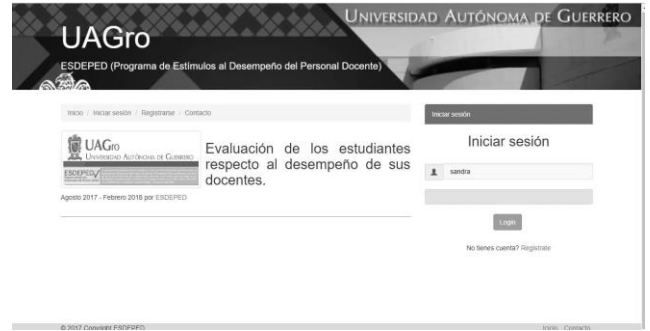 UNIVERSIDAD AUTÓNOMA DE GUERRERO
UAGro
ESDEPED (Programa de Estimulos al Desempeño del Personal Docente)
Inicio / Iniciar sesión / Registrarse / Contacto
Iniciar sesión
UAGro
UNIVERSIDAD AUTÓNOMA DE GUERRERO
ESDEPED
Evaluación de los estudiantes
respecto al desempeño de sus
docentes.
Agosto 2017 - Febrero 2018 por ESDEPED
Iniciar sesión
sandra
Login
No tienes cuenta? Registrate
© 2017 Copyright ESDEPED
Inicio Contacto